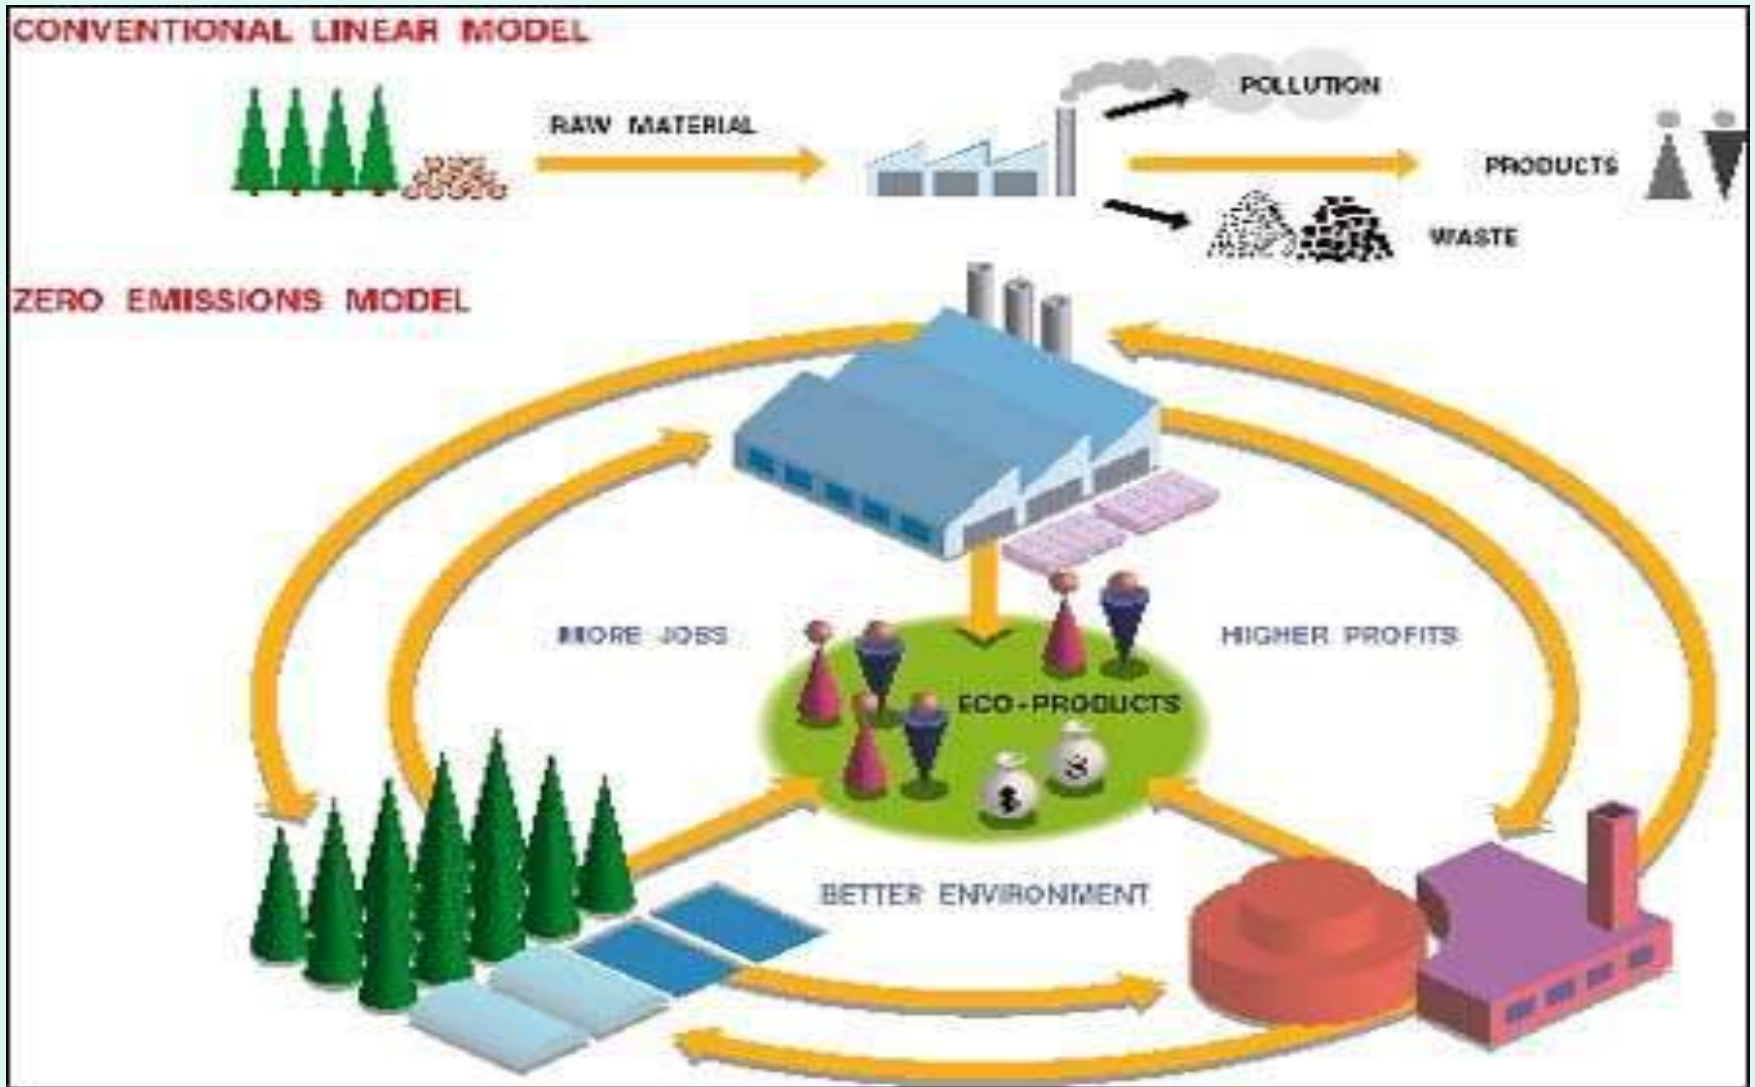 CONVENTIONAL LINEAR MODEL
POLLUTION
RAW MATERIAL
PRODUCTS
WASTE
ZERO EMISSIONS MODEL
MORE JOBS
HIGHER PROFITS
ECO-PRODUCTS
$
$
BETTER ENVIRONMENT